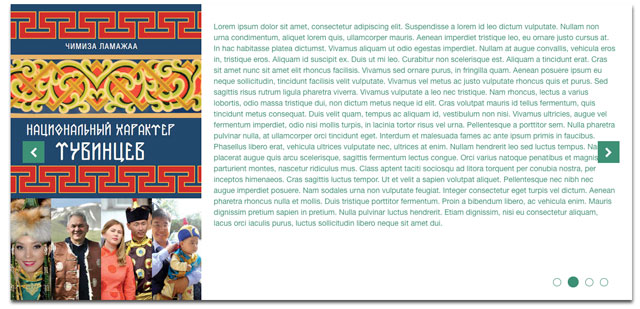 ЧИМИЗА ЛАМАЖАА
НАЦИОНАЛЬНЫЙ ХАРАКТЕР
ТУВИНЦЕВ
Lorem ipsum dolor sit amet, consectetur adipiscing elit. Suspendisse a lorem id leo dictum vulputate. Nullam non
urna condimentum, aliquet lorem quis, ullamcorper mauris. Aenean imperdiet tristique leo, eu ornare justo cursus at.
In hac habitasse platea dictumst. Vivamus aliquam ut odio egestas imperdiet. Nullam at augue convallis, vehicula eros
in, tristique eros. Aliquam id suscipit ex. Duis ut mi leo. Curabitur non scelerisque est. Aliquam a tincidunt erat. Cras
sit amet nunc sit amet elit rhoncus facilisis. Vivamus sed ornare purus, in fringilla quam. Aenean posuere ipsum eu
neque sollicitudin, tincidunt facilisis velit vulputate. Vivamus vel metus ac justo vulputate rhoncus quis et purus. Sed
sagittis risus rutrum ligula pharetra viverra. Vivamus vulputate a leo nec tristique. Nam rhoncus, lectus a varius
lobortis, odio massa tristique dui, non dictum metus neque id elit. Cras volutpat mauris id tellus fermentum, quis
tincidunt metus consequat. Duis velit quam, tempus ac aliquam id, vestibulum non nisi. Vivamus ultricies, augue vel
fermentum imperdiet, odio nisi mollis turpis, in lacinia tortor risus vel urna. Pellentesque a porttitor sem. Nulla pharetra
pulvinar nulla, at ullamcorper orci tincidunt eget. Interdum et malesuada fames ac ante ipsum primis in faucibus.
Phasellus libero erat, vehicula ultrices vulputate nec, ultrices at enim. Nullam hendrerit leo sed luctus tempus.
placerat augue quis arcu scelerisque, sagittis fermentum lectus congue. Orci varius natoque penatibus et magnis
parturient montes, nascetur ridiculus mus. Class aptent taciti sociosqu ad litora torquent per conubia nostra, per
inceptos himenaeos. Cras sagittis luctus tempor. Ut et velit a sapien volutpat aliquet. Pellentesque nec nibh nec
augue imperdiet posuere. Nam sodales urna non vulputate feugiat. Integer consectetur eget turpis vel dictum. Aenean
pharetra rhoncus nulla et mollis. Duis tristique porttitor fermentum. Proin a bibendum libero, ac vehicula enim. Mauris
dignissim pretium sapien in pretium. Nulla pulvinar luctus hendrerit. Etiam dignissim, nisi eu consectetur aliquam,
lacus orci iaculis purus, luctus sollicitudin libero neque sit amet dui.